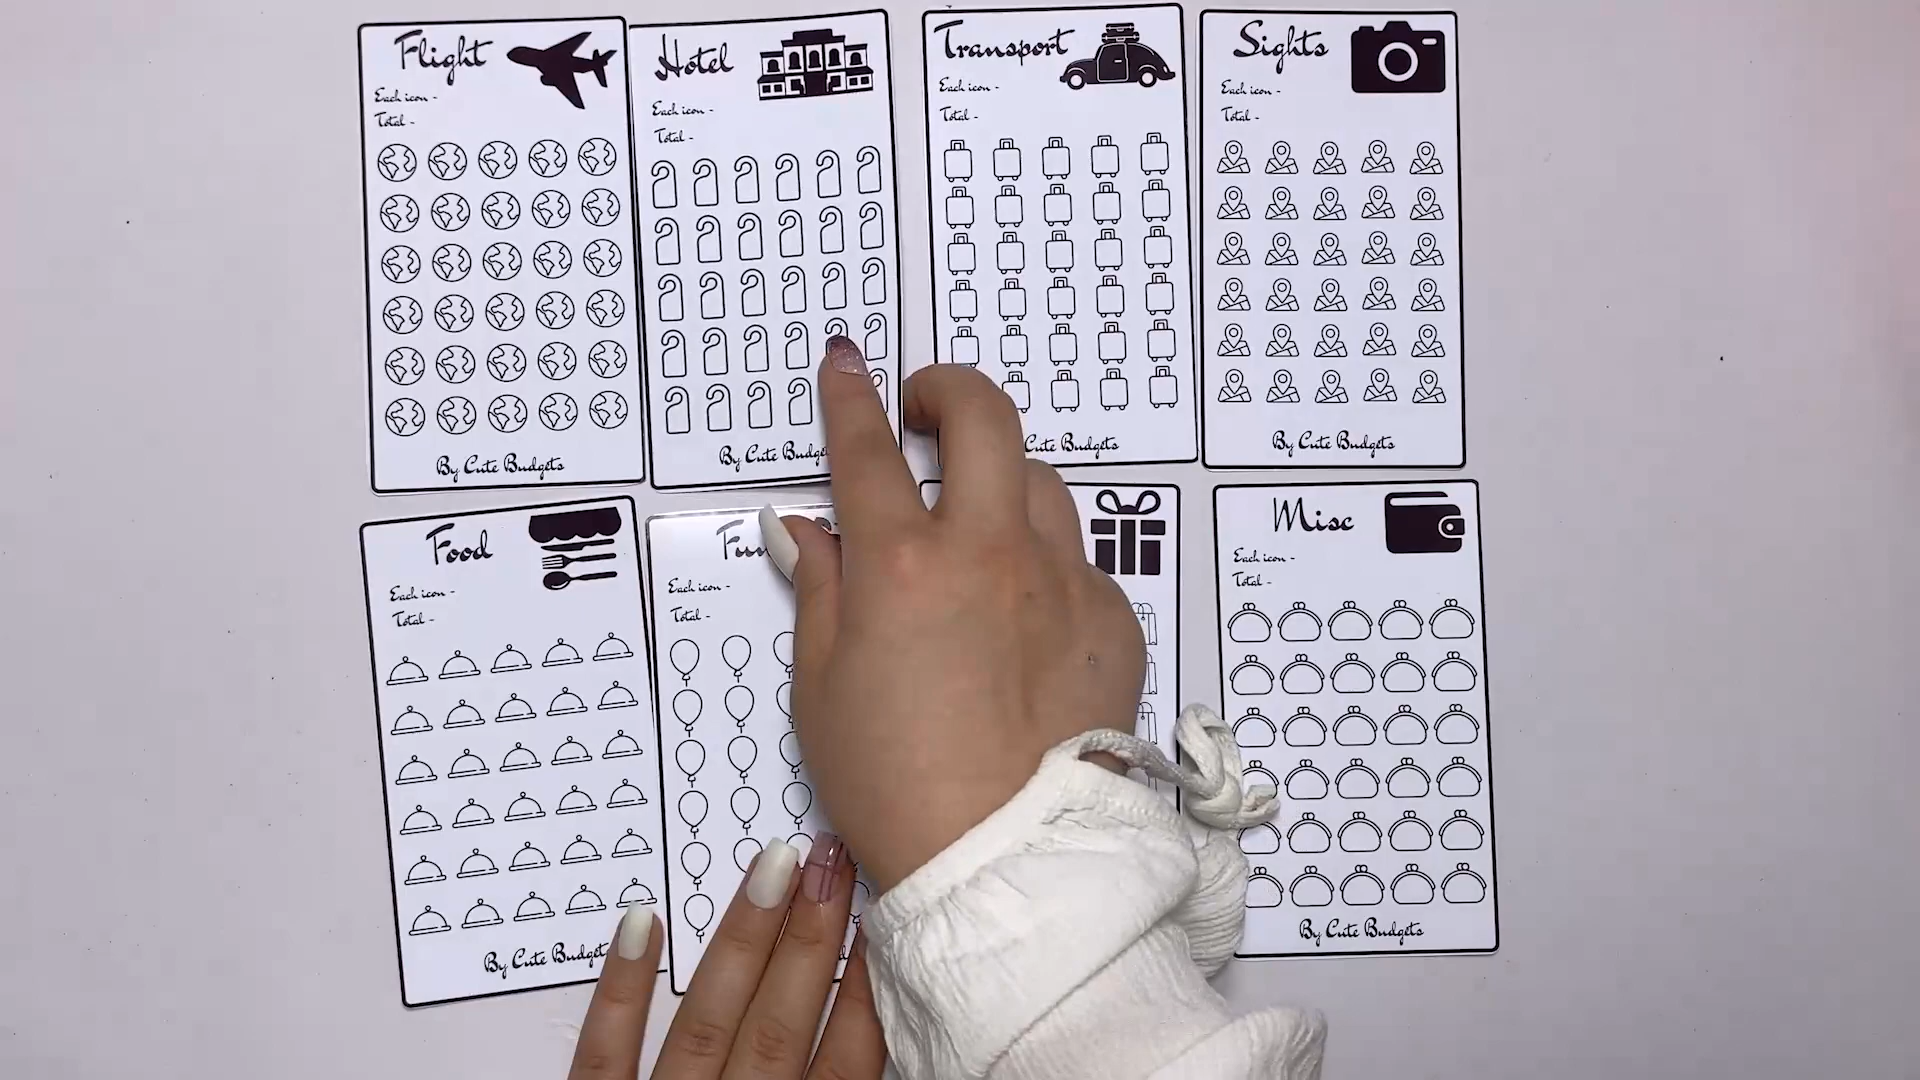 Flight
Each icon -
Total -
By Cute Budgets
Hotel
Each icon -
Total -
By Cute
Transport
Each icon -
Total -
Cute Budgets
Sights
Each icon -
Total -
By Cute Budgets
Food
Each icon -
Total -
By Cute
Each icon -
Total -
Misc
Each icon -
Total -
By Cute Budgets